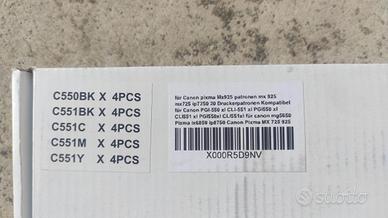 C550BK X 4PCS
C551BK X 4PCS
C551C X 4PCS
C551M X 4PCS
C551Y X 4PCS
für Canon pixma Mx925 patronen mx 925
mx725 ip7250 20 Druckerpatronen Kompatibel
für Canon PGI-550 xl CLI-551 xl PGI550 xl
CLI551 xl PGI550xl CLI551xl für canon mg5650
Pixma ix6850 ip8750 Canon Pixma MX 725 925
X000R5D9NV
subito